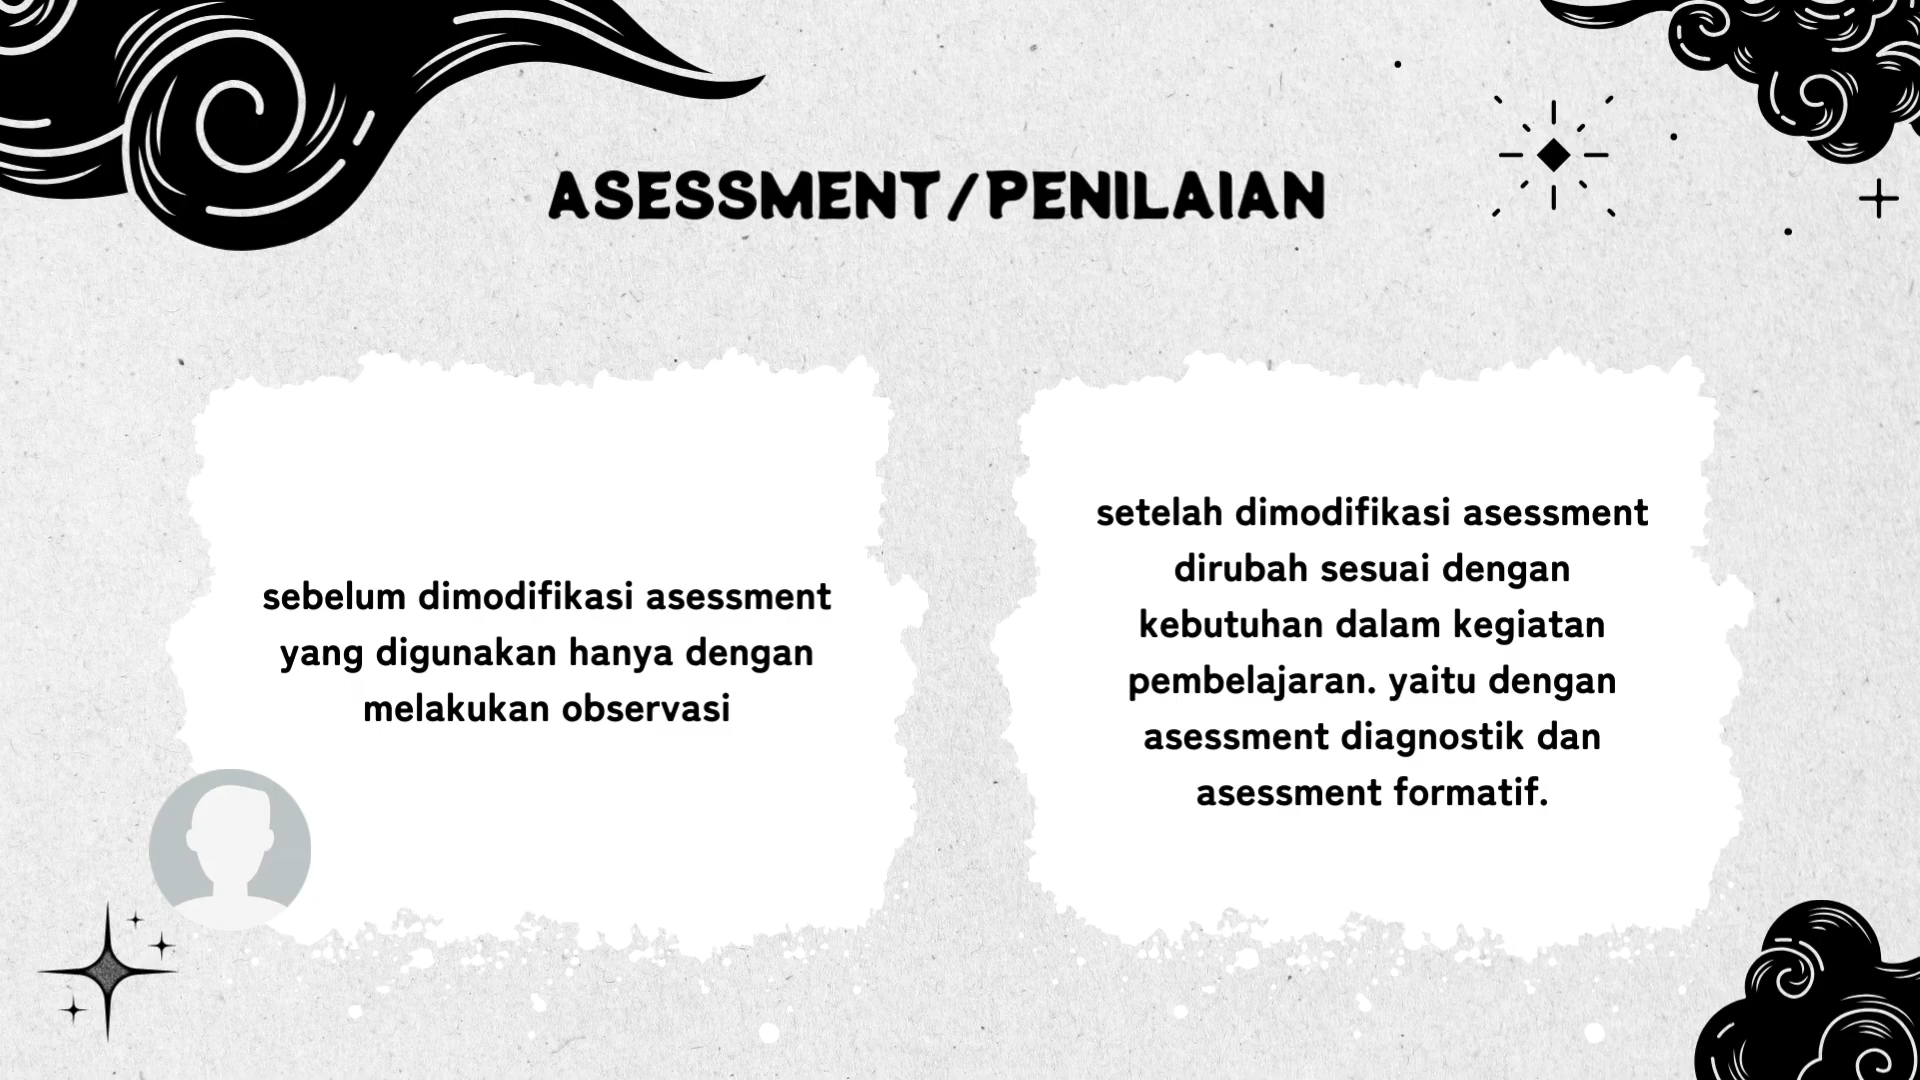 ASESSMENT/PENILAIAN
sebelum dimodifikasi asessment
yang digunakan hanya dengan
melakukan observasi
setelah dimodifikasi asessment
dirubah sesuai dengan
kebutuhan dalam kegiatan
pembelajaran. yaitu dengan
asessment diagnostik dan
asessment formatif.